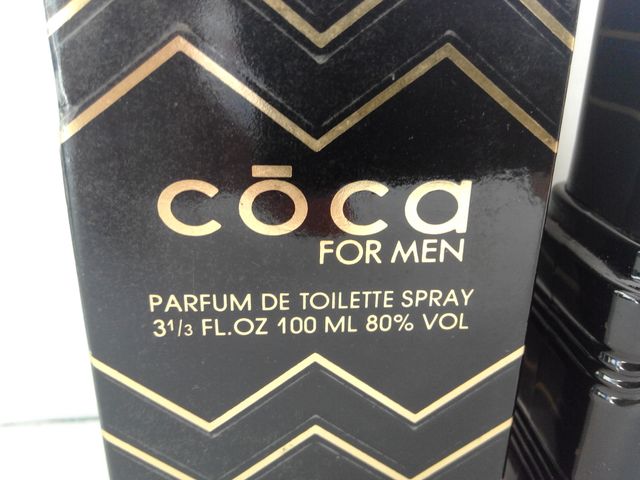 cōca
FOR MEN
PARFUM DE TOILETTE SPRAY
3 1/3 FL.OZ 100 ML 80% VOL